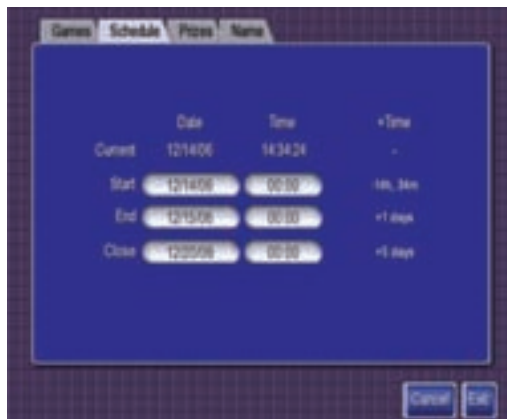 Games Schedule Prizes Name
Date Time +Time
Current 12/14/06 14:34:24 -
Start 12/14/06 00:00 -14h, 34m
End 12/15/06 00:00 +1 days
Close 12/20/06 00:00 +5 days
Cancel Exit